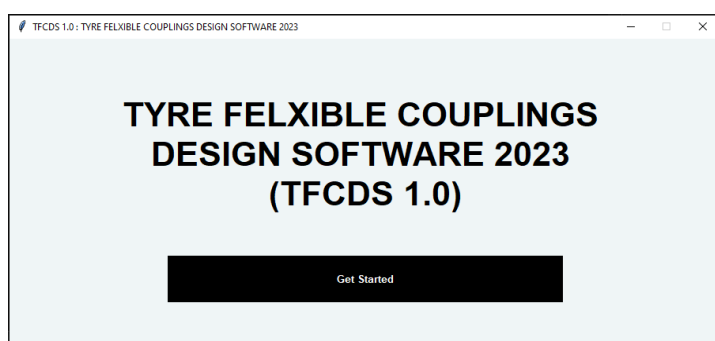 TFCDS 1.0 : TYRE FELXIBLE COUPLINGS DESIGN SOFTWARE 2023
TYRE FELXIBLE COUPLINGS
DESIGN SOFTWARE 2023
(TFCDS 1.0)
Get Started